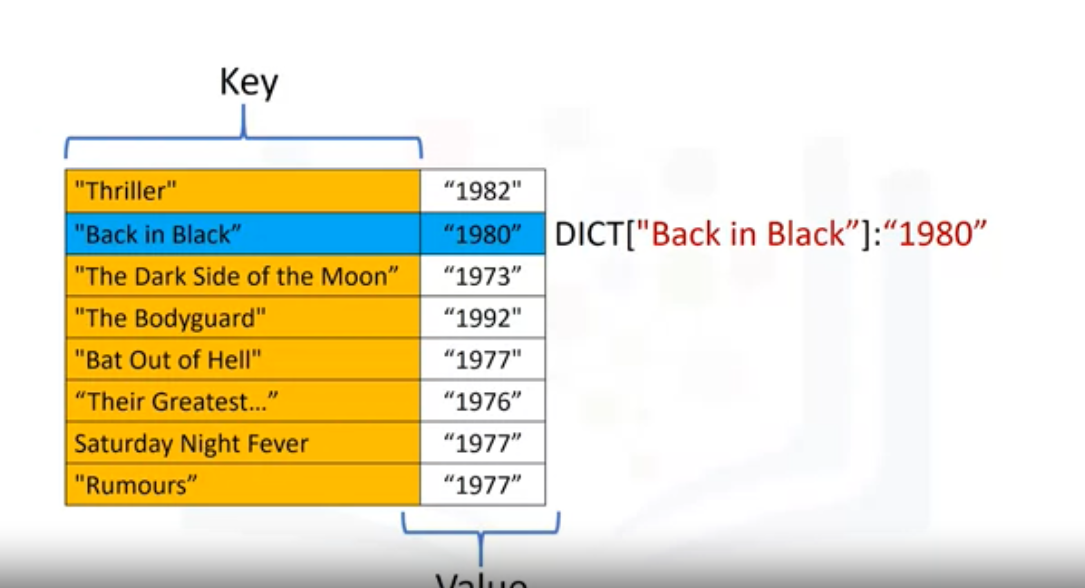 Key
"Thriller" “1982"
"Back in Black” “1980” DICT["Back in Black”]:“1980”
"The Dark Side of the Moon” “1973”
"The Bodyguard" “1992"
"Bat Out of Hell" “1977"
“Their Greatest...” “1976”
Saturday Night Fever “1977”
"Rumours” “1977”
Value